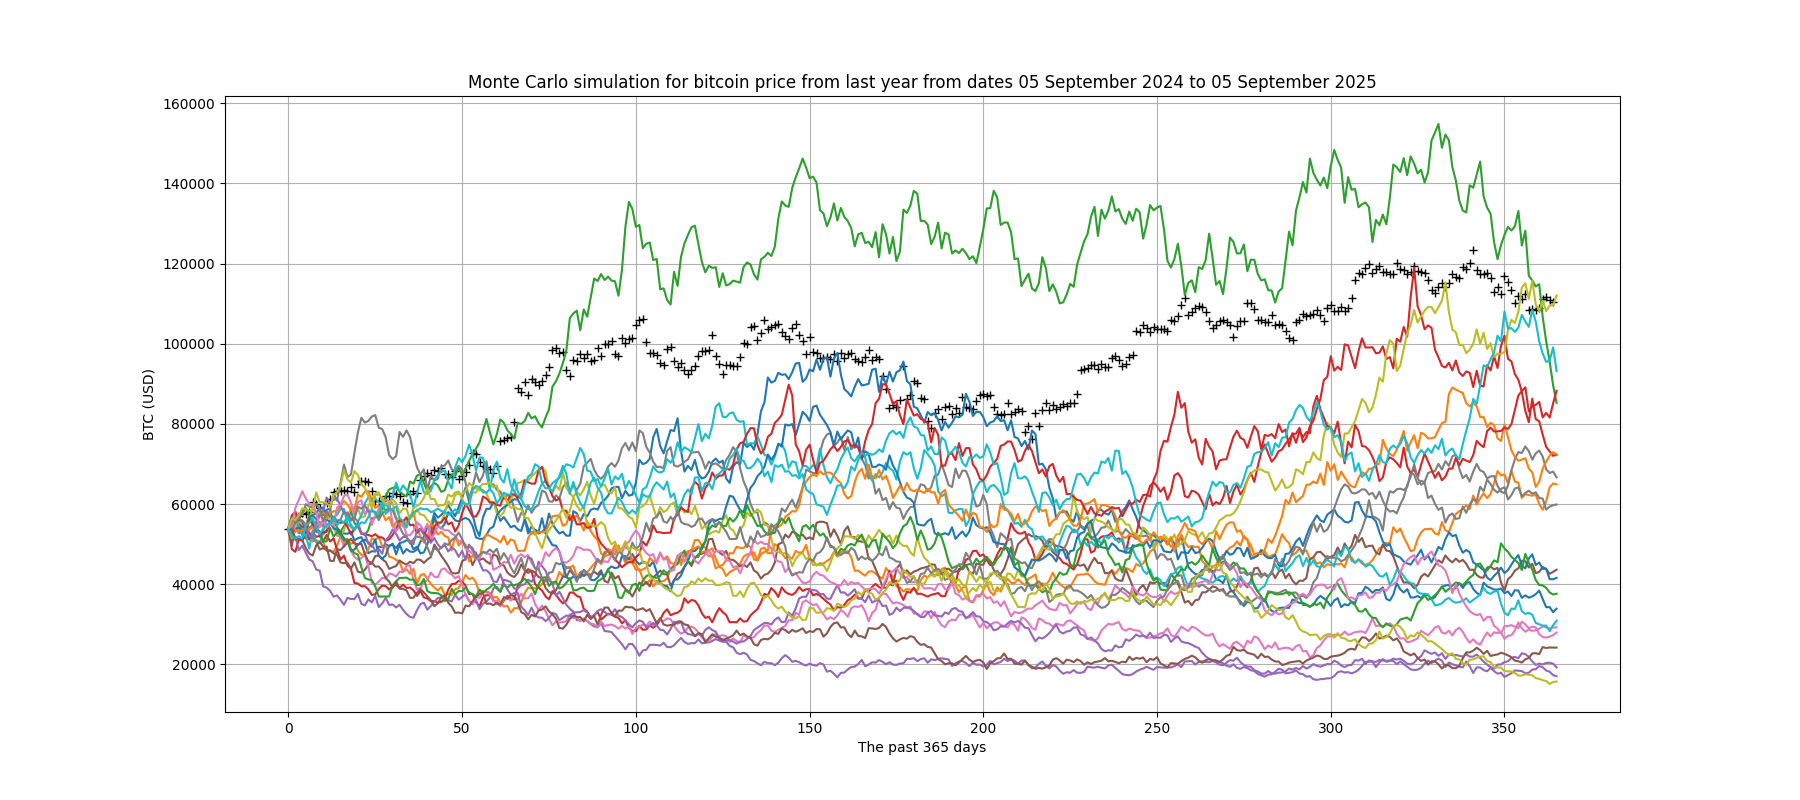 Monte Carlo simulation for bitcoin price from last year from dates 05 September 2024 to 05 September 2025
160000
140000
120000
100000
80000
60000
40000
20000
BTC (USD)
0 50 100 150 200 250 300 350
The past 365 days